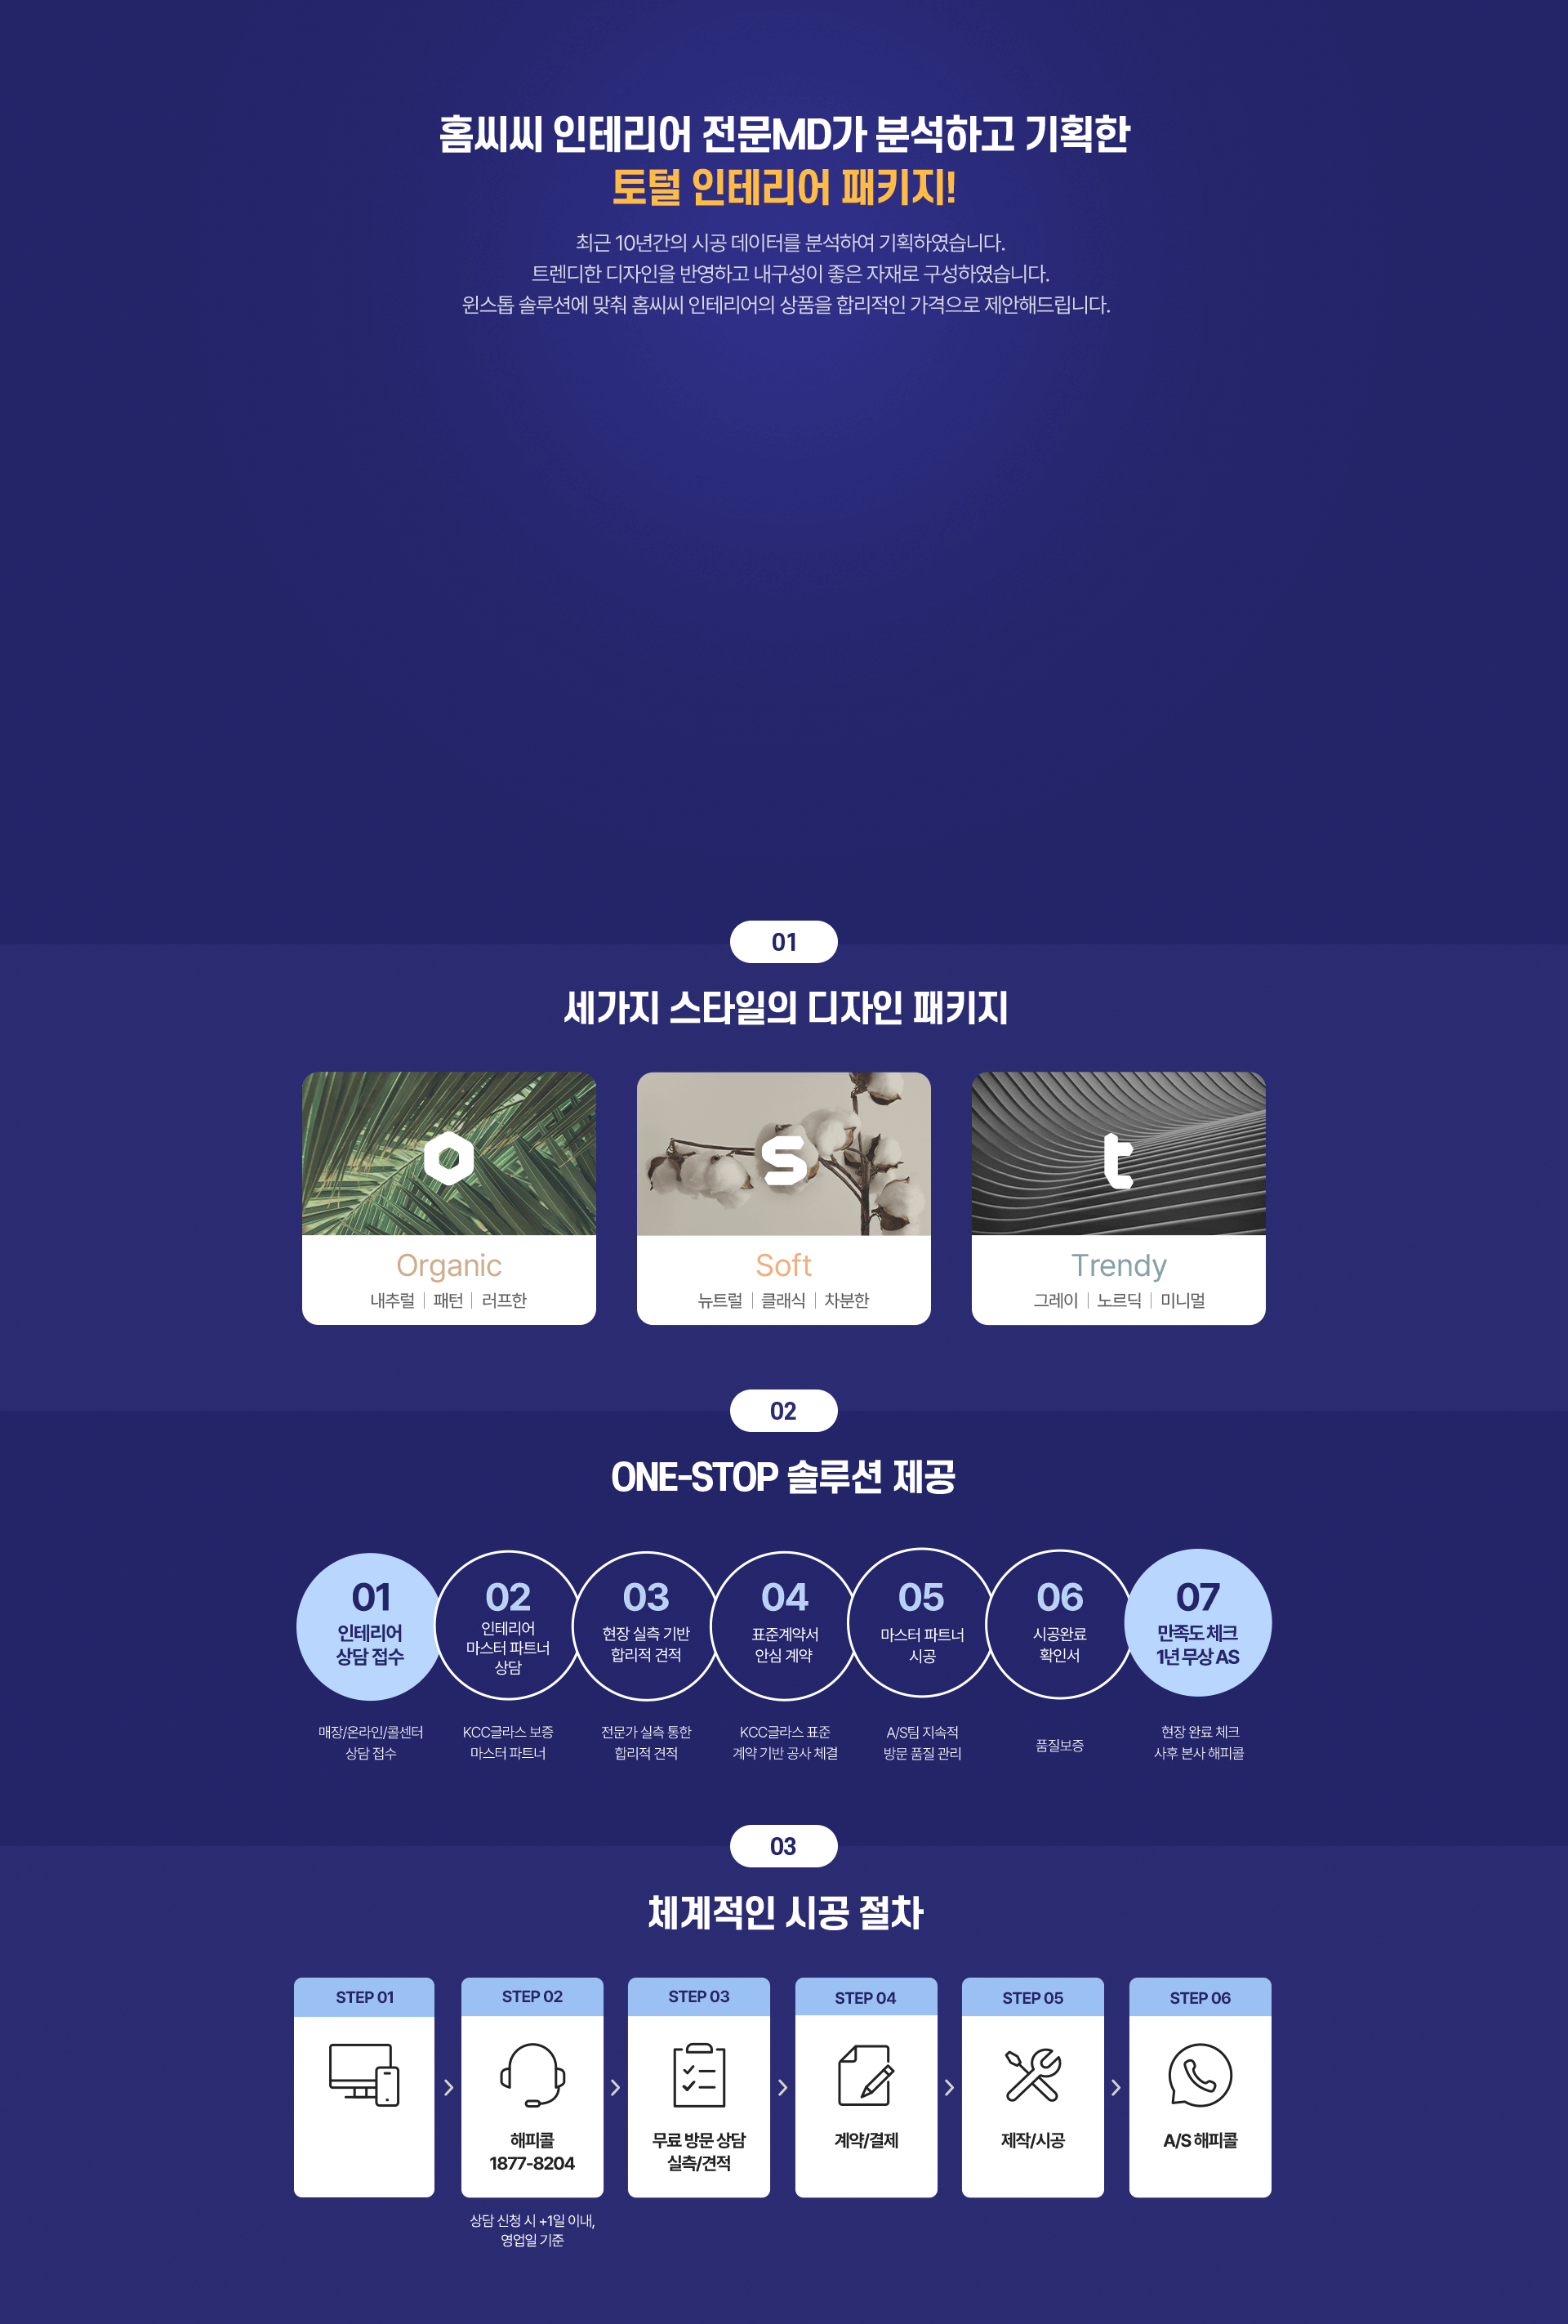 홈씨씨 인테리어 전문MD가 분석하고 기획한
토털 인테리어 패키지!
최근 10년간의 시공 데이터를 분석하여 기획하였습니다.
트렌디한 디자인을 반영하고 내구성이 좋은 자재로 구성하였습니다.
원스톱 솔루션에 맞춰 홈씨씨 인테리어의 상품을 합리적인 가격으로 제안해드립니다.
01
세가지 스타일의 디자인 패키지
o
s
t
Organic
Soft
Trendy
내추럴 | 패턴 | 러프한
뉴트럴 | 클래식 | 차분한
그레이 | 노르딕 | 미니멀
02
ONE-STOP 솔루션 제공
01
인테리어
상담 접수
매장/온라인/콜센터
상담 접수
02
인테리어
마스터 파트너
상담
KCC글라스 보증
마스터 파트너
03
현장 실측 기반
합리적 견적
전문가 실측 통한
합리적 견적
04
표준계약서
안심 계약
KCC글라스 표준
계약 기반 공사 체결
05
마스터 파트너
시공
A/S팀 지속적
방문 품질 관리
06
시공완료
확인서
품질보증
07
만족도 체크
1년 무상 AS
현장 완료 체크
사후 본사 해피콜
03
체계적인 시공 절차
STEP 01
STEP 02
해피콜
1877-8204
상담 신청 시 +1일 이내,
영업일 기준
STEP 03
무료 방문 상담
실측/견적
STEP 04
계약/결제
STEP 05
제작/시공
STEP 06
A/S 해피콜